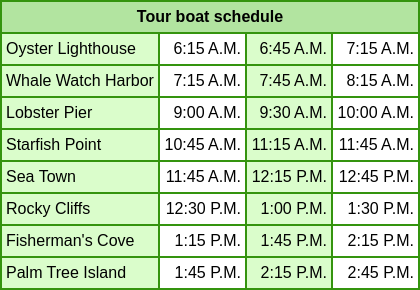 Tour boat schedule
Oyster Lighthouse 6:15 A.M. 6:45 A.M. 7:15 A.M.
Whale Watch Harbor 7:15 A.M. 7:45 A.M. 8:15 A.M.
Lobster Pier 9:00 A.M. 9:30 A.M. 10:00 A.M.
Starfish Point 10:45 A.M. 11:15 A.M. 11:45 A.M.
Sea Town 11:45 A.M. 12:15 P.M. 12:45 P.M.
Rocky Cliffs 12:30 P.M. 1:00 P.M. 1:30 P.M.
Fisherman's Cove 1:15 P.M. 1:45 P.M. 2:15 P.M.
Palm Tree Island 1:45 P.M. 2:15 P.M. 2:45 P.M.